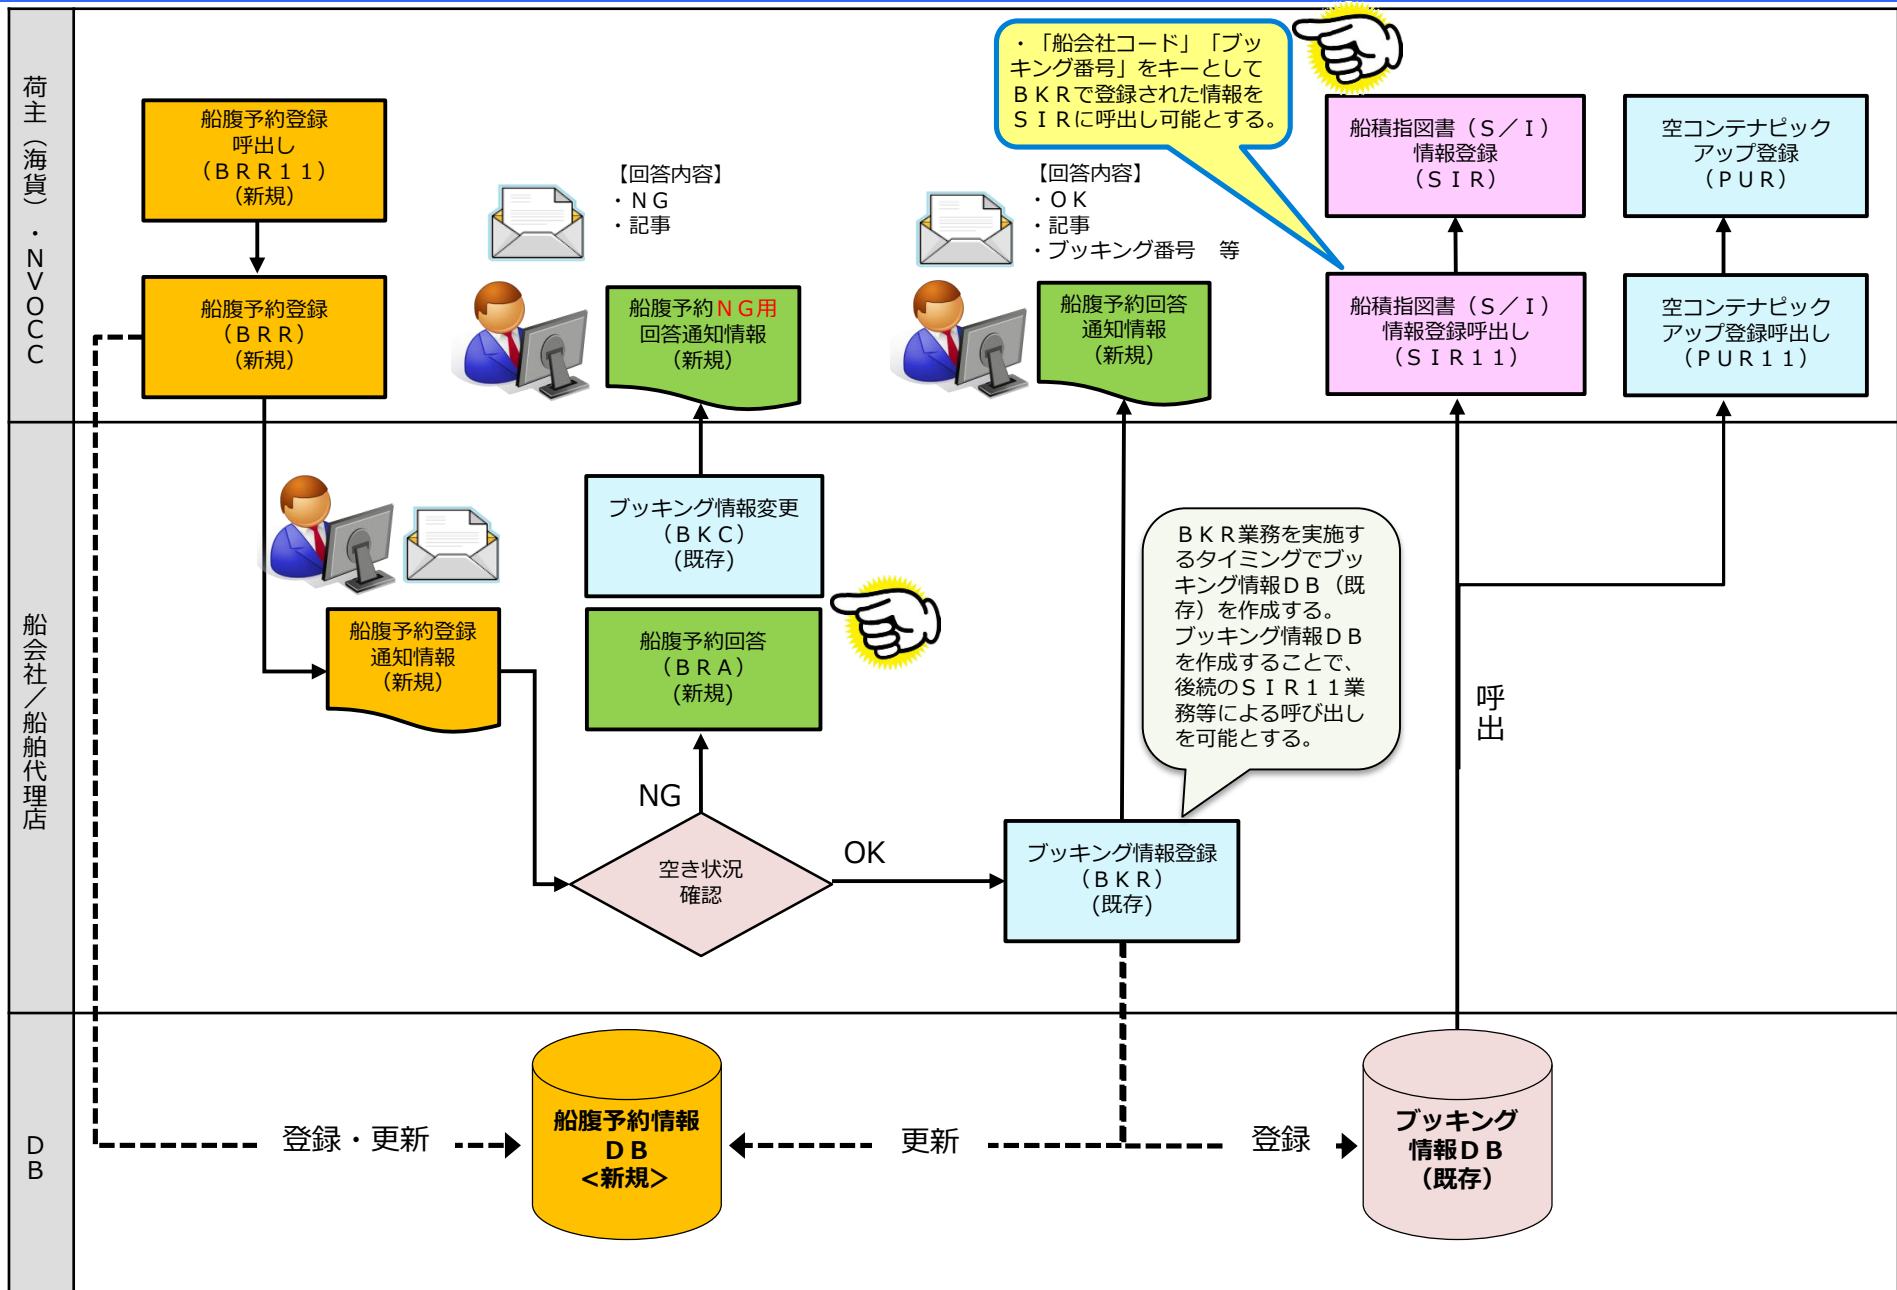 荷主（海貨）・ＮＶＯＣＣ
船腹予約登録
呼出し
（ＢＲＲ１１）
（新規）
船腹予約登録
（ＢＲＲ）
（新規）
【回答内容】
・ＮＧ
・記事
船腹予約ＮＧ用
回答通知情報
（新規）
【回答内容】
・ＯＫ
・記事
・ブッキング番号　等
船腹予約回答
通知情報
（新規）
・「船会社コード」「ブッ
キング番号」をキーとして
ＢＫＲで登録された情報を
ＳＩＲに呼出し可能とする。
船積指図書（Ｓ／Ｉ）
情報登録
（ＳＩＲ）
船積指図書（Ｓ／Ｉ）
情報登録呼出し
（ＳＩＲ１１）
空コンテナピック
アップ登録
（ＰＵＲ）
空コンテナピック
アップ登録呼出し
（ＰＵＲ１１）
船会社／船舶代理店
船腹予約登録
通知情報
（新規）
ブッキング情報変更
（ＢＫＣ）
(既存)
船腹予約回答
（ＢＲＡ）
(新規)
NG
空き状況
確認
OK
ブッキング情報登録
（ＢＫＲ）
(既存)
ＢＫＲ業務を実施す
るタイミングでブッ
キング情報ＤＢ（既
存）を作成する。
ブッキング情報ＤＢ
を作成することで、
後続のＳＩＲ１１業
務等による呼び出し
を可能とする。
呼出
ＤＢ
登録・更新
船腹予約情報
ＤＢ
＜新規＞
更新
登録
ブッキング
情報ＤＢ
（既存）